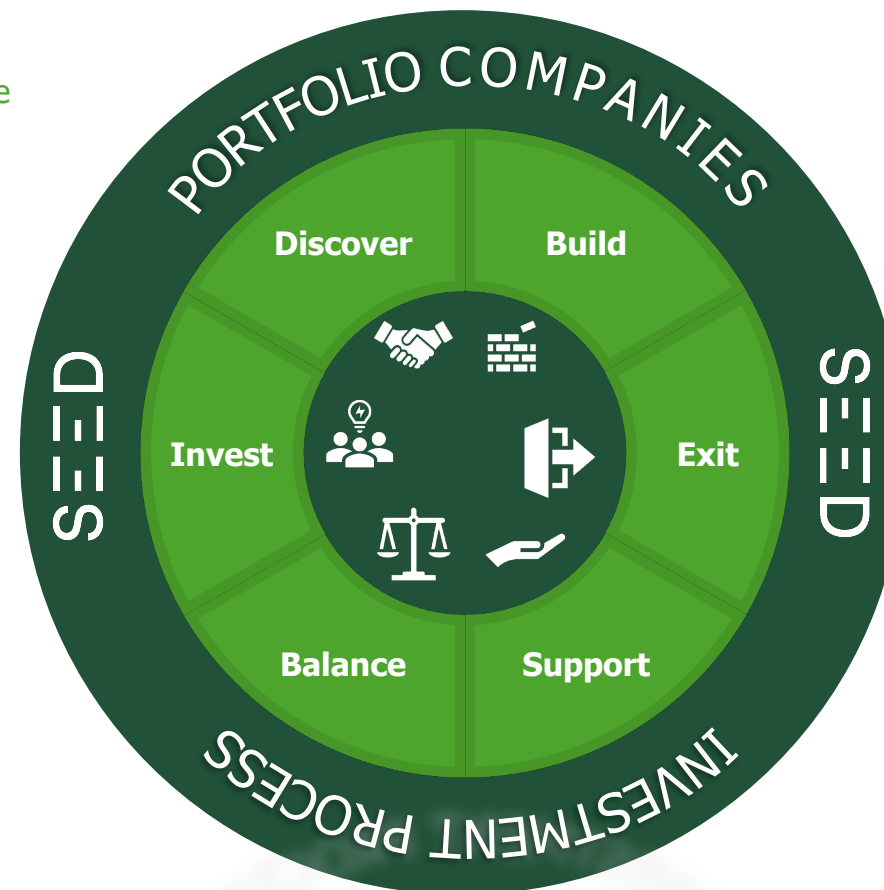 e
PORTFOLIO COMPANIES
Discover
Build
SEED
SEED
Invest
Exit
Balance
Support
INVESTMENT PROCESS